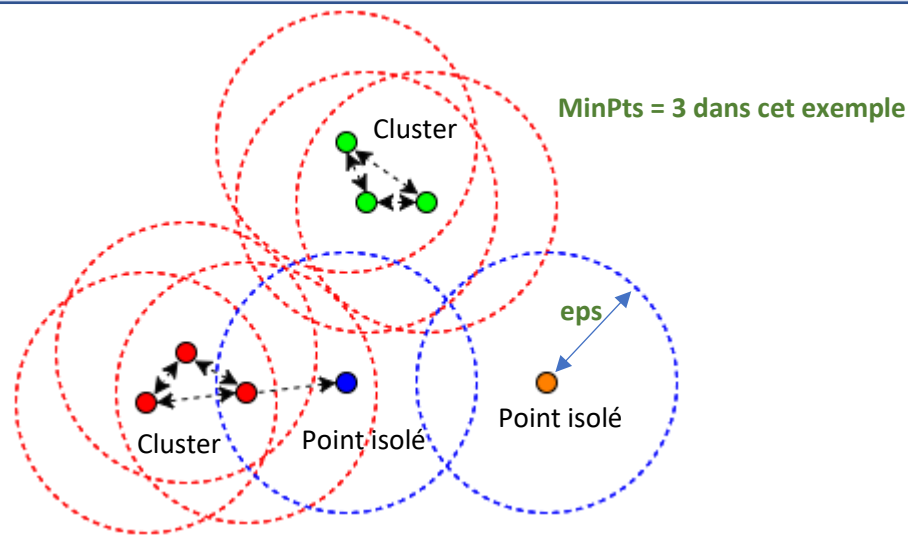 Cluster
MinPts = 3 dans cet exemple
eps
Point isolé
Cluster
Point isolé